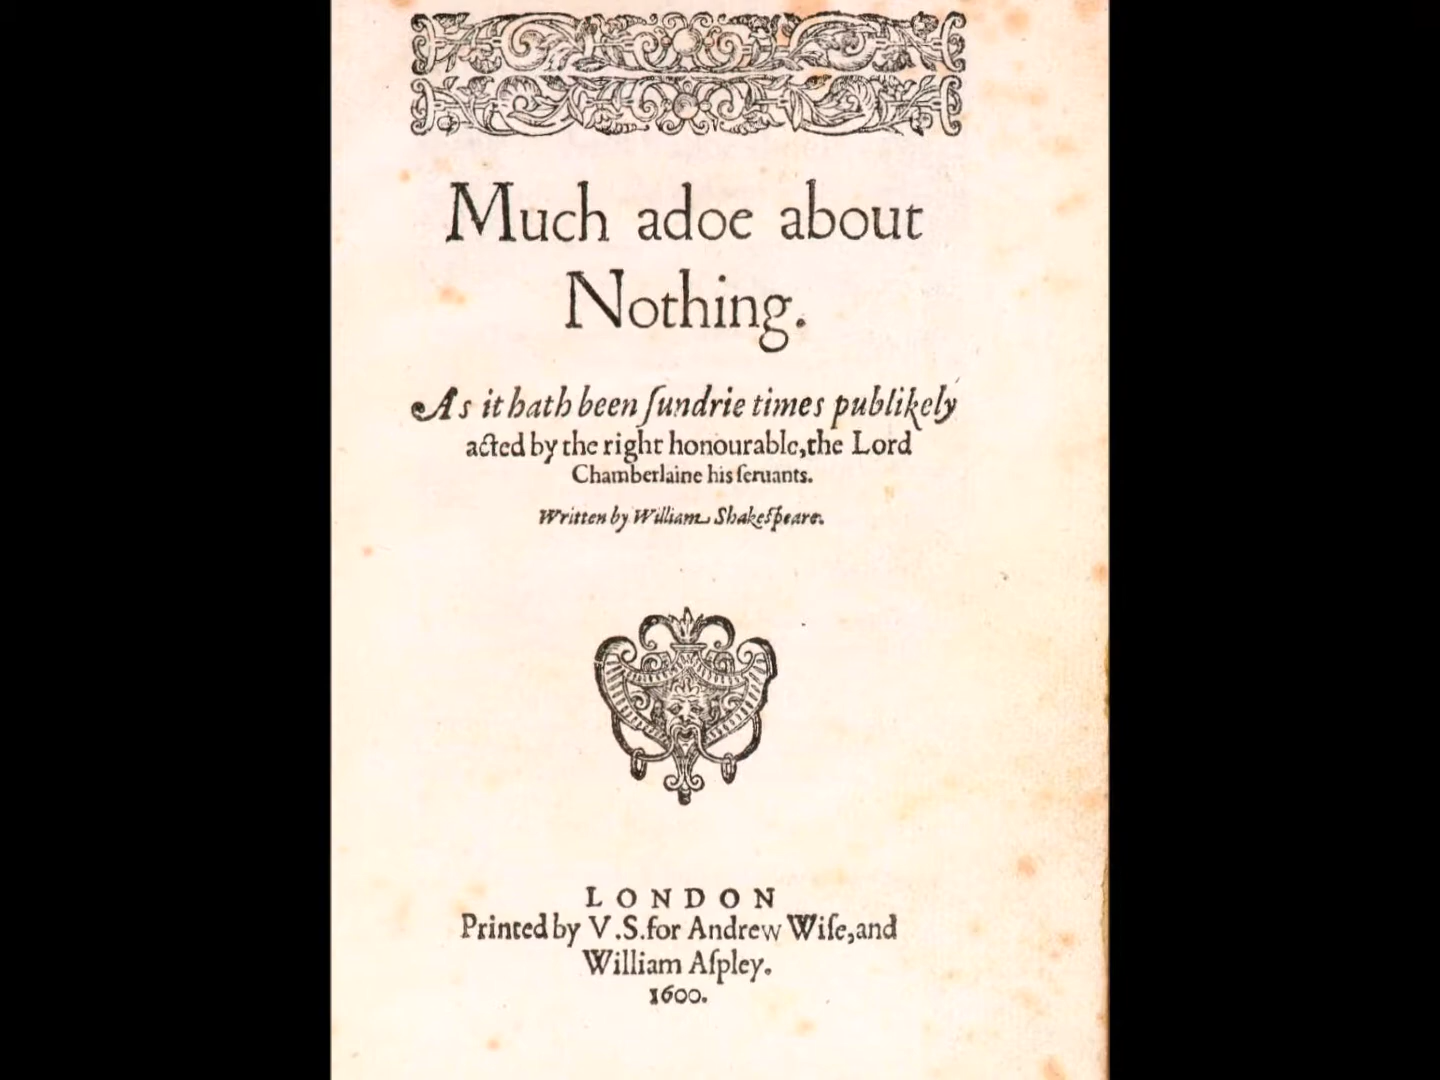 Much adoe about
Nothing.
As it hath been ſundrie times publikely
acted by the right honourable, the Lord
Chamberlaine his ſeruants.
Written by William Shakeſpeare.
LONDON
Printed by V.S. for Andrew Wiſe, and
William Aſpley.
1600.